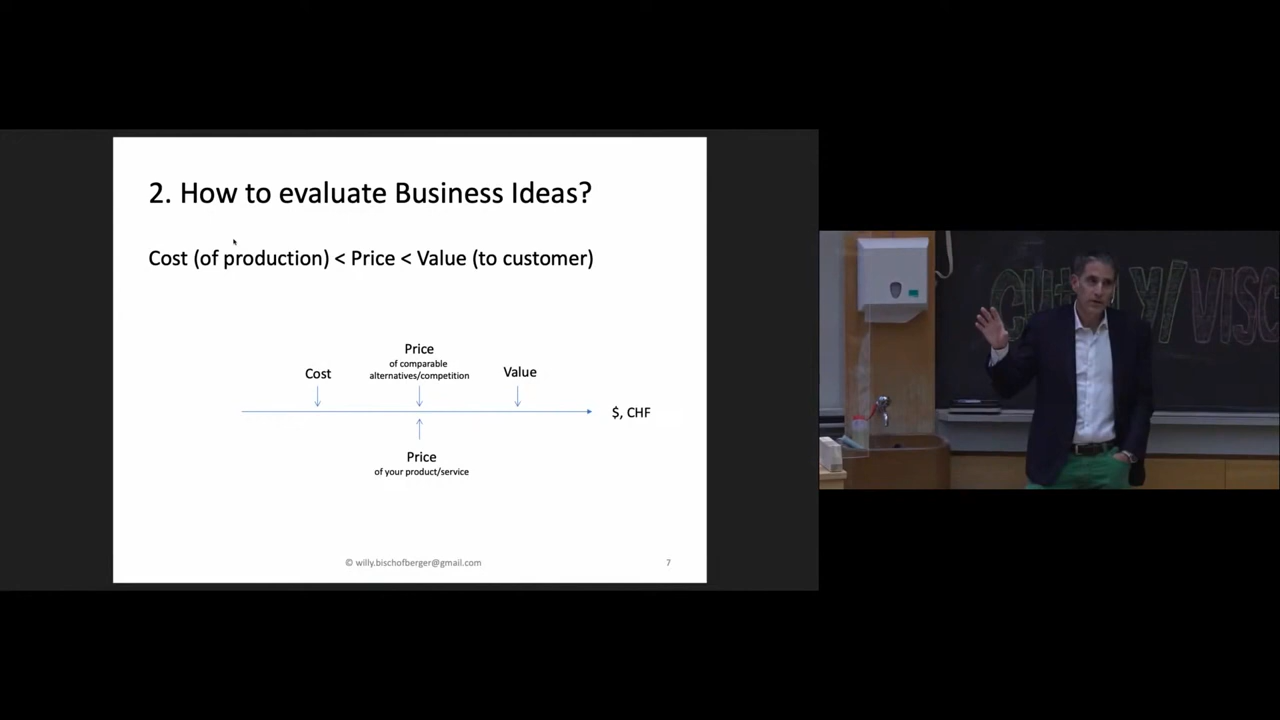 2. How to evaluate Business Ideas?
Cost (of production) < Price < Value (to customer)
Price
of comparable
alternatives/competition
Cost
Value
$, CHF
Price
of your product/service
© willy.bischofberger@gmail.com
7